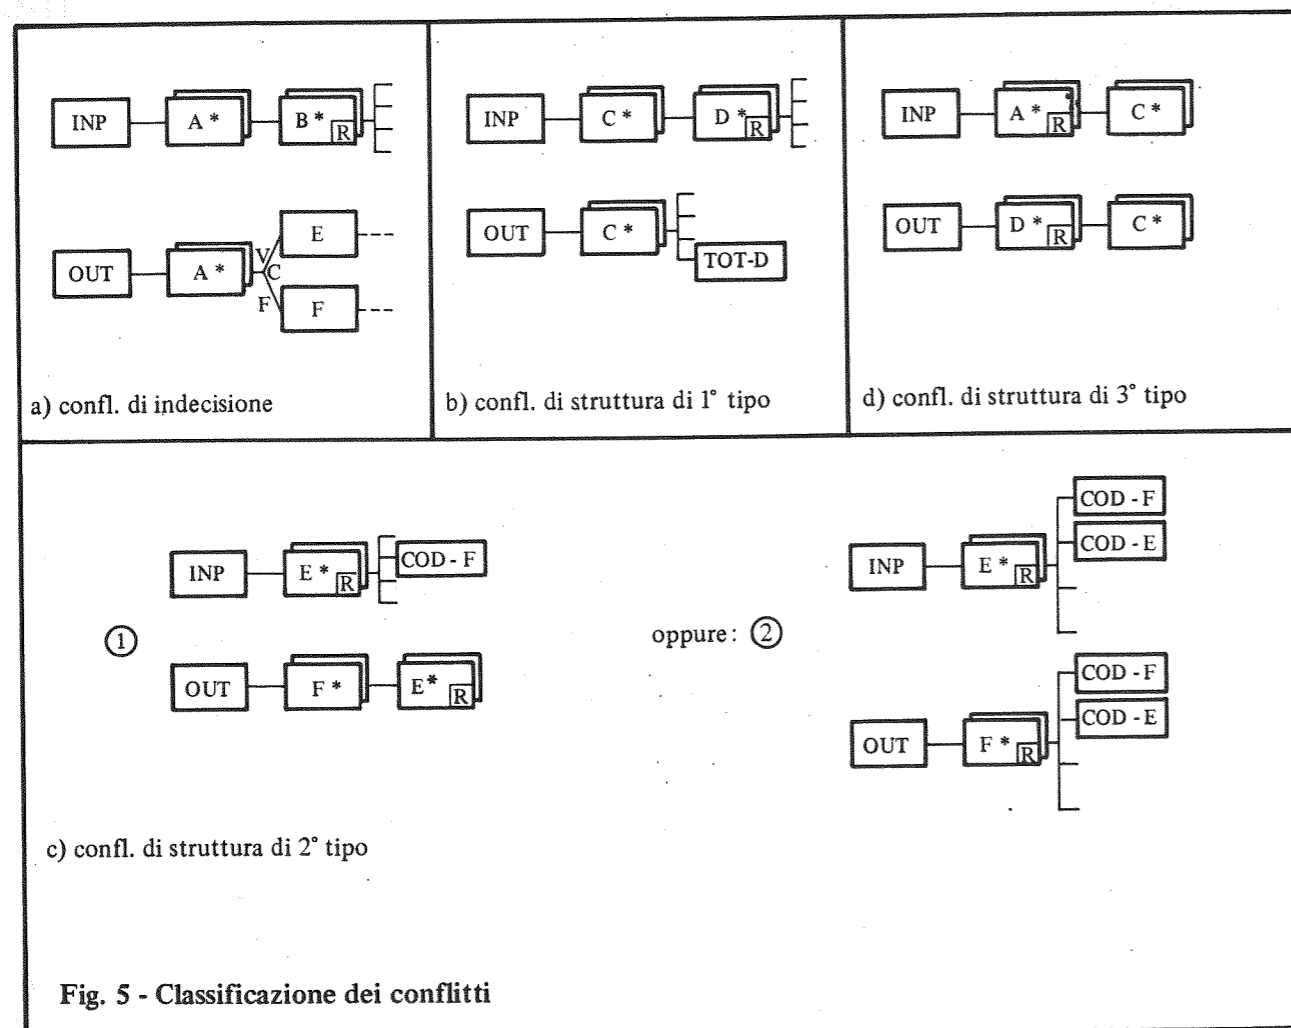 INP
A *
B *
R
OUT
A *
V
C
F
E
F
a) confl. di indecisione
INP
C *
D *
R
OUT
C *
TOT-D
b) confl. di struttura di 1° tipo
INP
A *
R
C *
OUT
D *
R
C *
d) confl. di struttura di 3° tipo
1
INP
E *
R
COD - F
OUT
F *
E*
R
oppure: 2
INP
E *
R
COD - F
COD - E
OUT
F *
R
COD - F
COD - E
c) confl. di struttura di 2° tipo
Fig. 5 - Classificazione dei conflitti